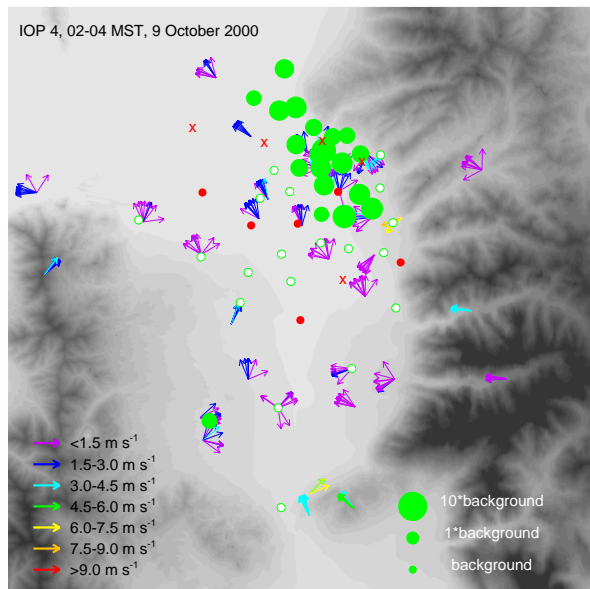 IOP 4, 02-04 MST, 9 October 2000
x
x
x
x
x
<1.5 m s⁻¹
1.5-3.0 m s⁻¹
3.0-4.5 m s⁻¹
4.5-6.0 m s⁻¹
6.0-7.5 m s⁻¹
7.5-9.0 m s⁻¹
>9.0 m s⁻¹
10*background
1*background
background